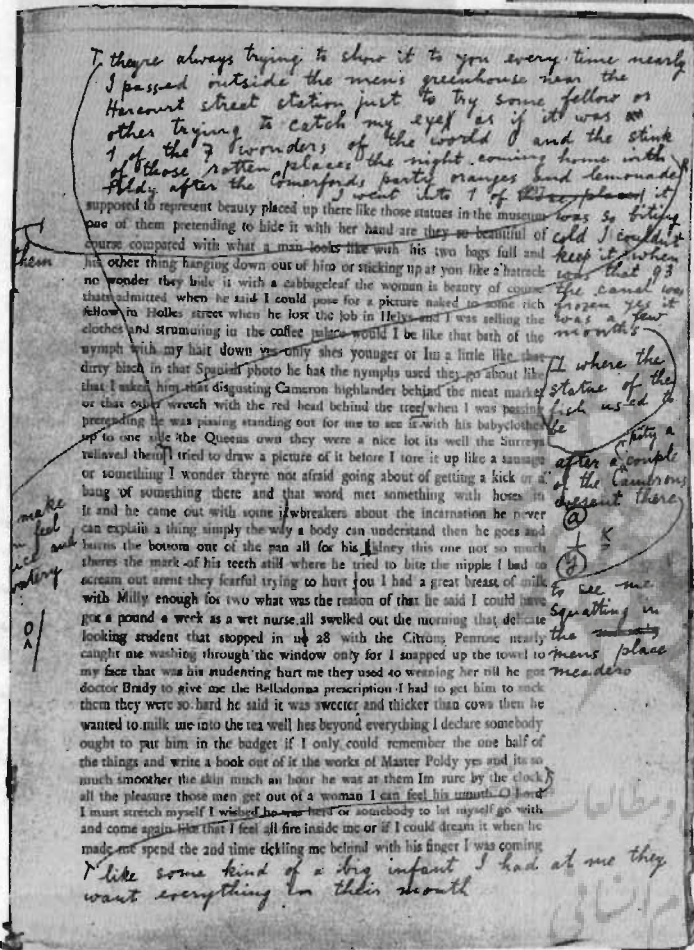 T theyre always trying to show it to you every time nearly
I passed outside the mens greenhouse near the
Harcourt street station just to try some fellow or
other trying to catch my eye as if it was
1 of the 7 wonders of the world O and the stink
of those rotten places the night coming home with
Poldy after the Comerfords party oranges and lemonade
I went into 1 of it
supposed to represent beauty placed up there like those statues in the museum
one of them pretending to hide it with her hand are they so beautiful of
course compared with what a man looks like with his two bags full and
his other thing hanging down out of him or sticking up at you like a hatrack
no wonder they hide it with a cabbageleaf the woman is beauty of course
thats admitted when he said I could pose for a picture naked to some rich
fellow in Holles street when he lost the job in Helys and I was selling the
clothes and strumming in the coffee palace would I be like that bath of the
nymph with my hair down yes only shes younger or Im a little like that
dirty bitch in that Spanish photo he has the nymphs used they go about like
that I asked him that disgusting Cameron highlander behind the meat market
or that other wretch with the red head behind the tree when I was passing
pretending he was pissing standing out for me to see it with his babyclothes
up to one side the Queens own they were a nice lot its well the Surreys
relieved them I tried to draw a picture of it before I tore it up like a sausage
or something I wonder theyre not afraid going about of getting a kick or a
bang of something there and that word met something with hoses in
it and he came out with some jawbreakers about the incarnation he never
can explain a thing simply the way a body can understand then he goes and
burns the bottom out of the pan all for his kidney this one not so much
theres the mark of his teeth still where he tried to bite the nipple I had to
scream out arent they fearful trying to hurt you I had a great breast of milk
with Milly enough for two what was the reason of that he said I could have
got a pound a week as a wet nurse all swelled out the morning that delicate
looking student that stopped in no 28 with the Citrons Penrose nearly
caught me washing through the window only for I snapped up the towel to
my face that was his studenting hurt me they used to weaning her till he got
doctor Brady to give me the Belladonna prescription I had to get him to suck
them they were so hard he said it was sweeter and thicker than cows then he
wanted to milk me into the tea well hes beyond everything I declare somebody
ought to put him in the budget if I only could remember the one half of
the things and write a book out of it the works of Master Poldy yes and its so
much smoother the skin much an hour he was at them Im sure by the clock
all the pleasure those men get out of a woman I can feel his mouth O Lord
I must stretch myself I wished he was here or somebody to let myself go with
and come again like that I feel all fire inside me or if I could dream it when he
made me spend the 2nd time tickling me behind with his finger I was coming
T like some kind of a big infant I had at me they
want everything in their mouth
was so biting
cold I couldnt
keep it when
was that 93
the canal was
frozen yes it
was a few
months
T where the
statue of the
fish used to
be
pity a
after a couple
of the Camerons
there
a
K
to see me
squatting in
the
mens place
meadero
them
make
feel
and
watery